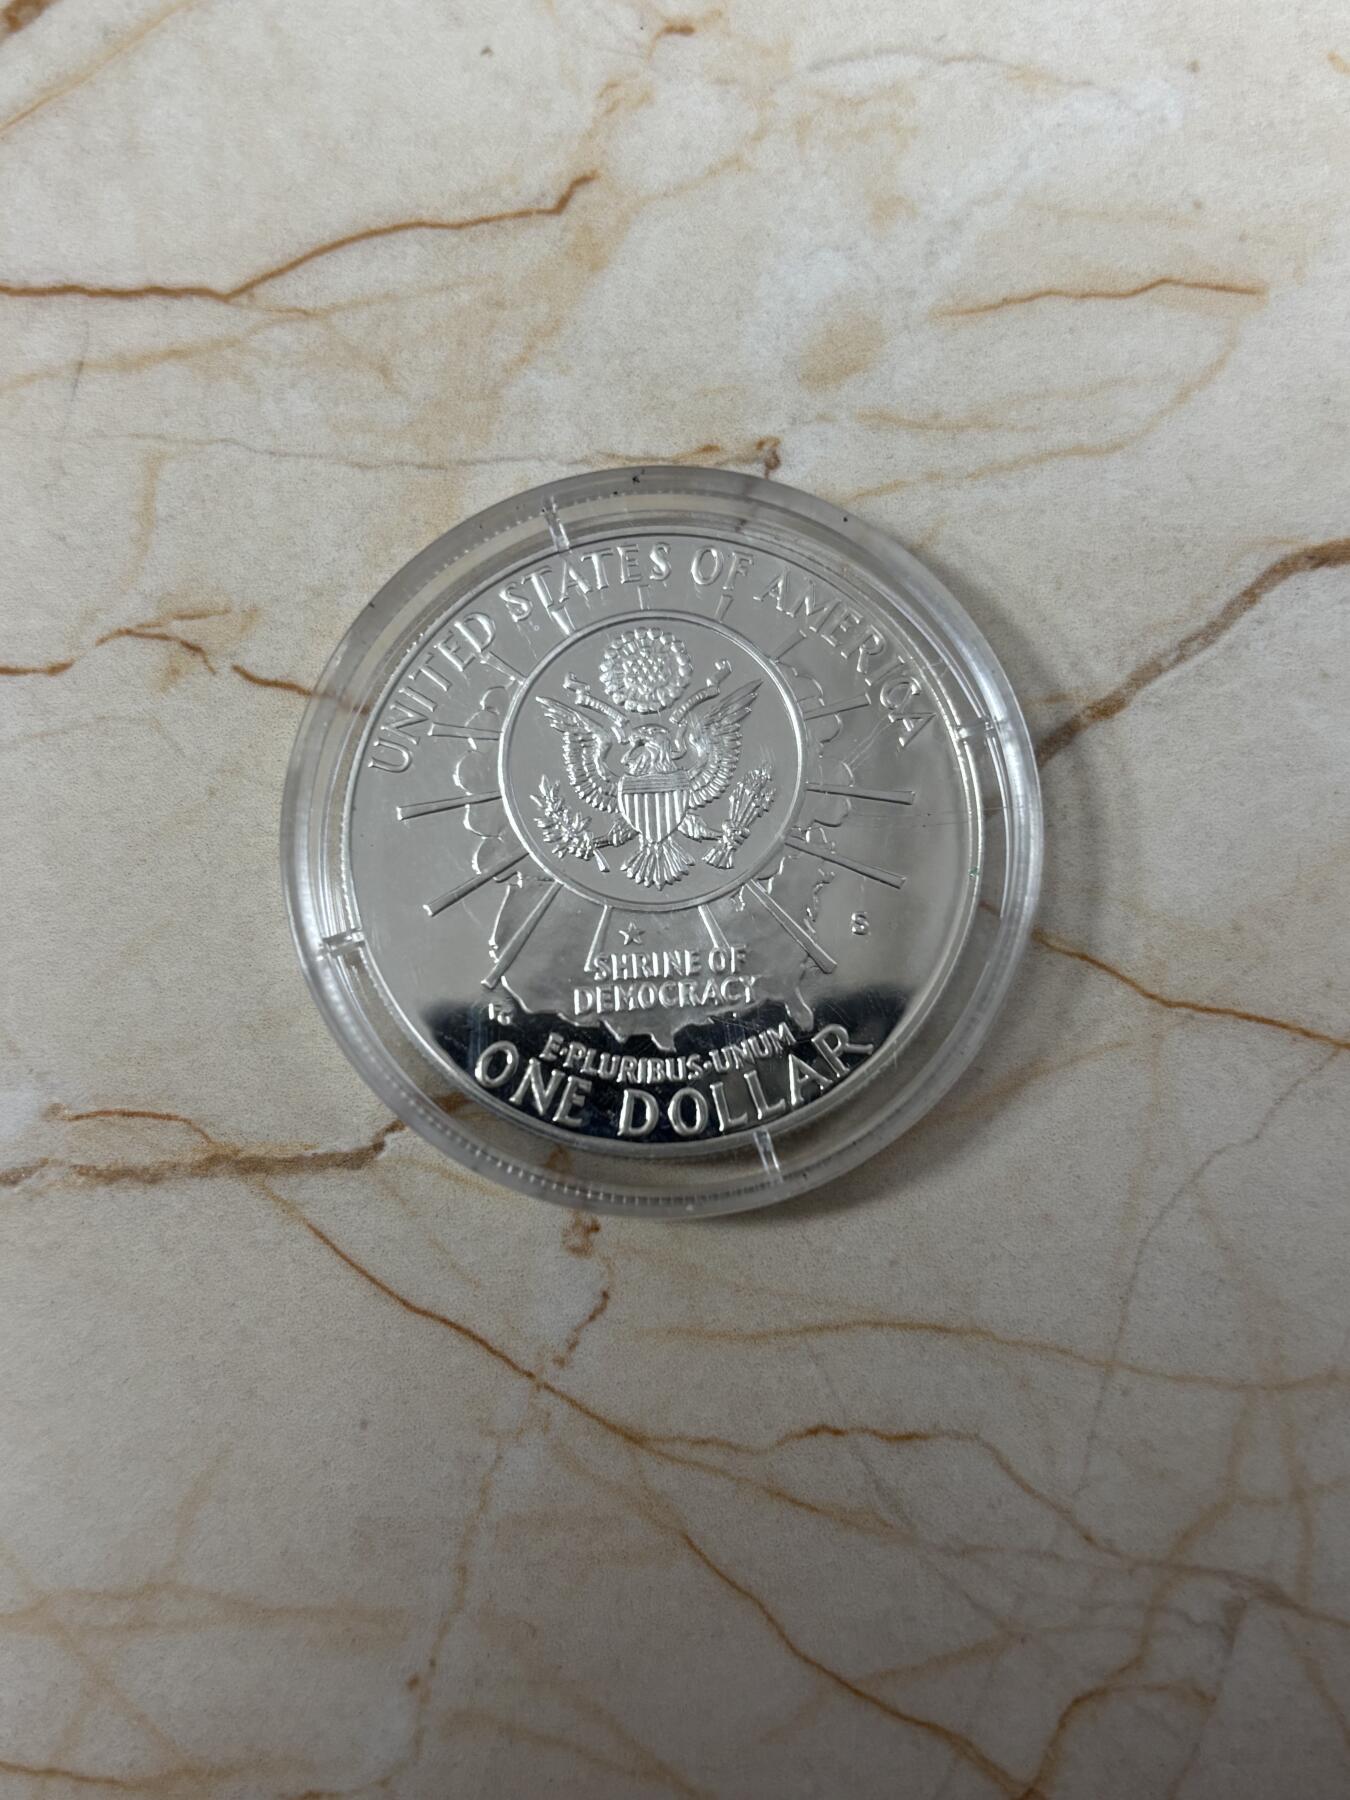 UNITED STATES OF AMERICA
S
SHRINE OF
DEMOCRACY
E·PLURIBUS·UNUM
ONE DOLLAR